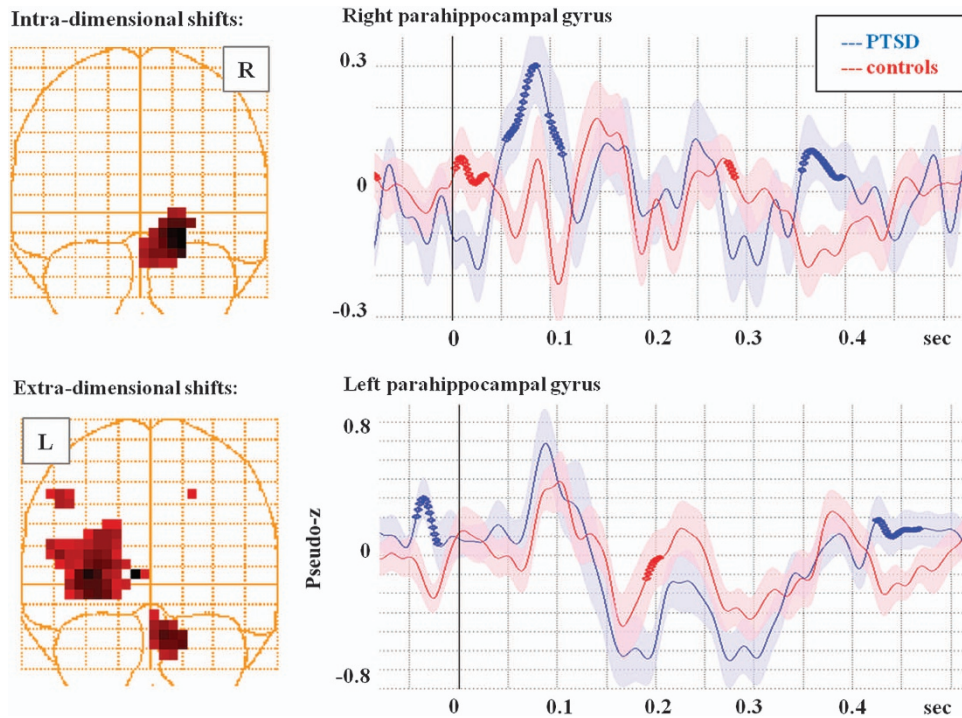 Intra-dimensional shifts:
Right parahippocampal gyrus
R
PTSD
controls
0.3
0
-0.3
0 0.1 0.2 0.3 0.4 sec
Extra-dimensional shifts:
Left parahippocampal gyrus
L
Pseudo-z
0.8
0
-0.8
0 0.1 0.2 0.3 0.4 sec